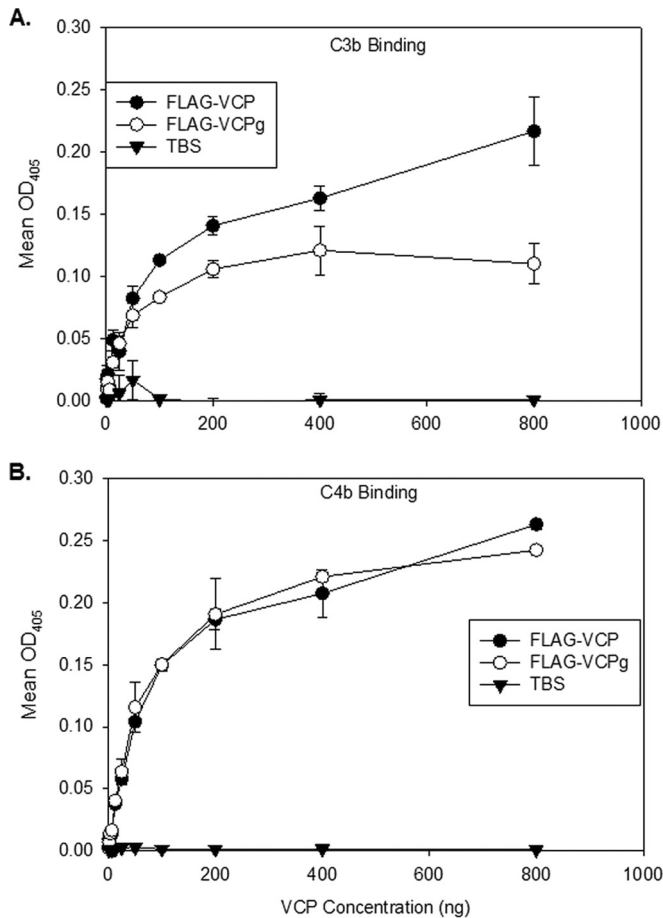 A.
C3b Binding
0.30
0.25
0.20
0.15
0.10
0.05
0.00
Mean OD405
FLAG-VCP
FLAG-VCPg
TBS
0 200 400 600 800 1000
B.
C4b Binding
0.30
0.25
0.20
0.15
0.10
0.05
0.00
Mean OD405
FLAG-VCP
FLAG-VCPg
TBS
0 200 400 600 800 1000
VCP Concentration (ng)